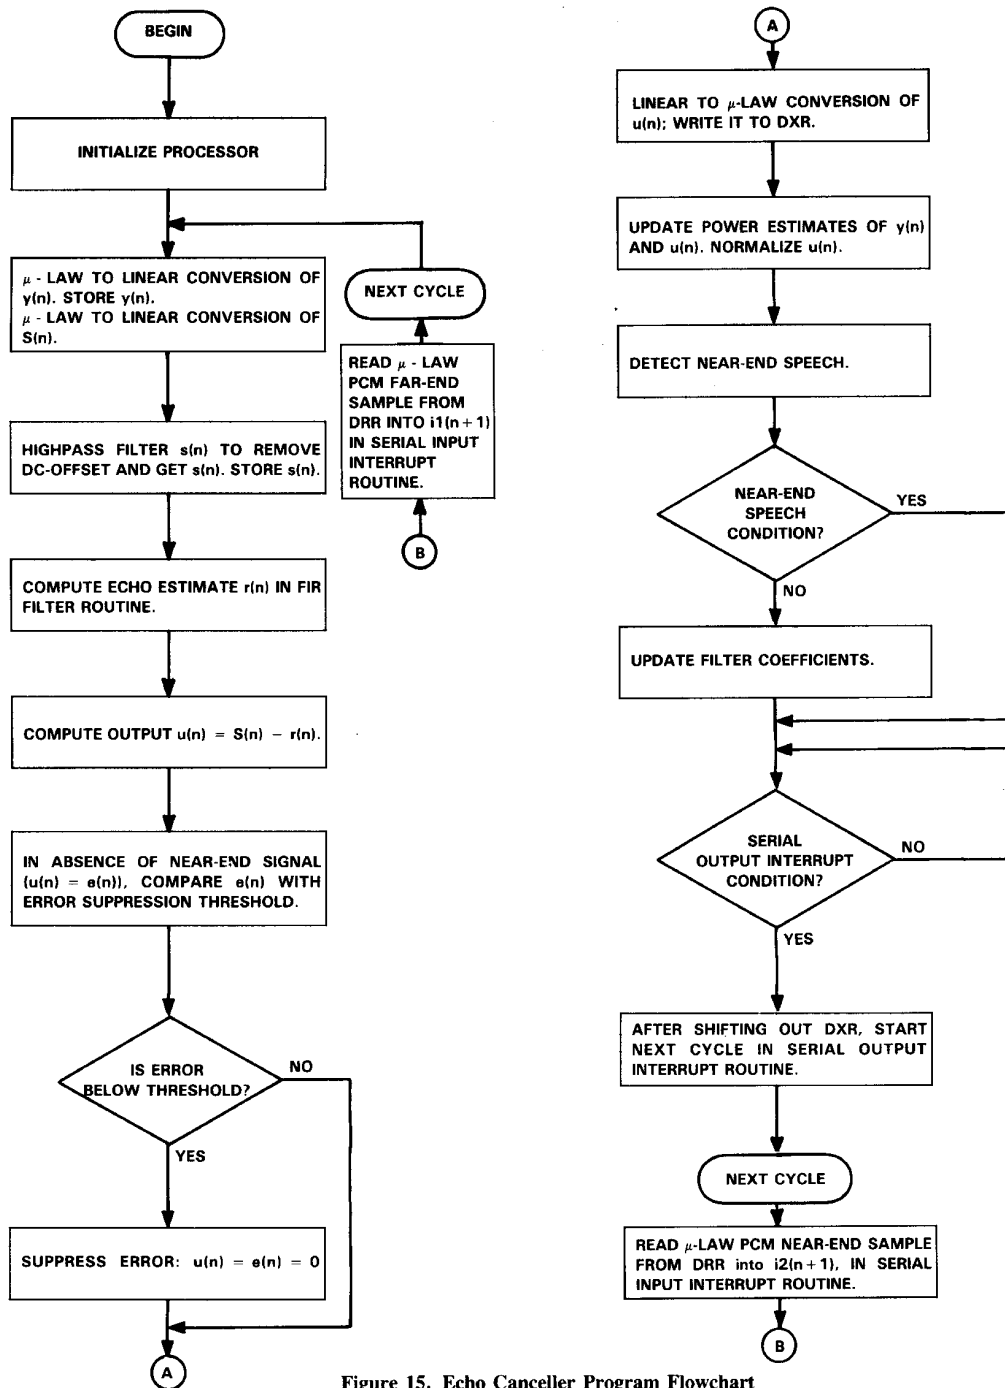 BEGIN
INITIALIZE PROCESSOR
μ - LAW TO LINEAR CONVERSION OF
y(n). STORE y(n).
μ - LAW TO LINEAR CONVERSION OF
S(n).
NEXT CYCLE
READ μ - LAW
PCM FAR-END
SAMPLE FROM
DRR INTO i1(n + 1)
IN SERIAL INPUT
INTERRUPT
ROUTINE.
B
HIGHPASS FILTER s(n) TO REMOVE
DC-OFFSET AND GET s(n). STORE s(n).
COMPUTE ECHO ESTIMATE r(n) IN FIR
FILTER ROUTINE.
COMPUTE OUTPUT u(n) = S(n) − r(n).
IN ABSENCE OF NEAR-END SIGNAL
(u(n) = e(n)), COMPARE e(n) WITH
ERROR SUPPRESSION THRESHOLD.
IS ERROR
BELOW THRESHOLD?
NO
YES
SUPPRESS ERROR: u(n) = e(n) = 0
A
A
LINEAR TO μ-LAW CONVERSION OF
u(n); WRITE IT TO DXR.
UPDATE POWER ESTIMATES OF y(n)
AND u(n). NORMALIZE u(n).
DETECT NEAR-END SPEECH.
NEAR-END
SPEECH
CONDITION?
YES
NO
UPDATE FILTER COEFFICIENTS.
SERIAL
OUTPUT INTERRUPT
CONDITION?
NO
YES
AFTER SHIFTING OUT DXR, START
NEXT CYCLE IN SERIAL OUTPUT
INTERRUPT ROUTINE.
NEXT CYCLE
READ μ-LAW PCM NEAR-END SAMPLE
FROM DRR into i2(n + 1), IN SERIAL
INPUT INTERRUPT ROUTINE.
B
Figure 15. Echo Canceller Program Flowchart